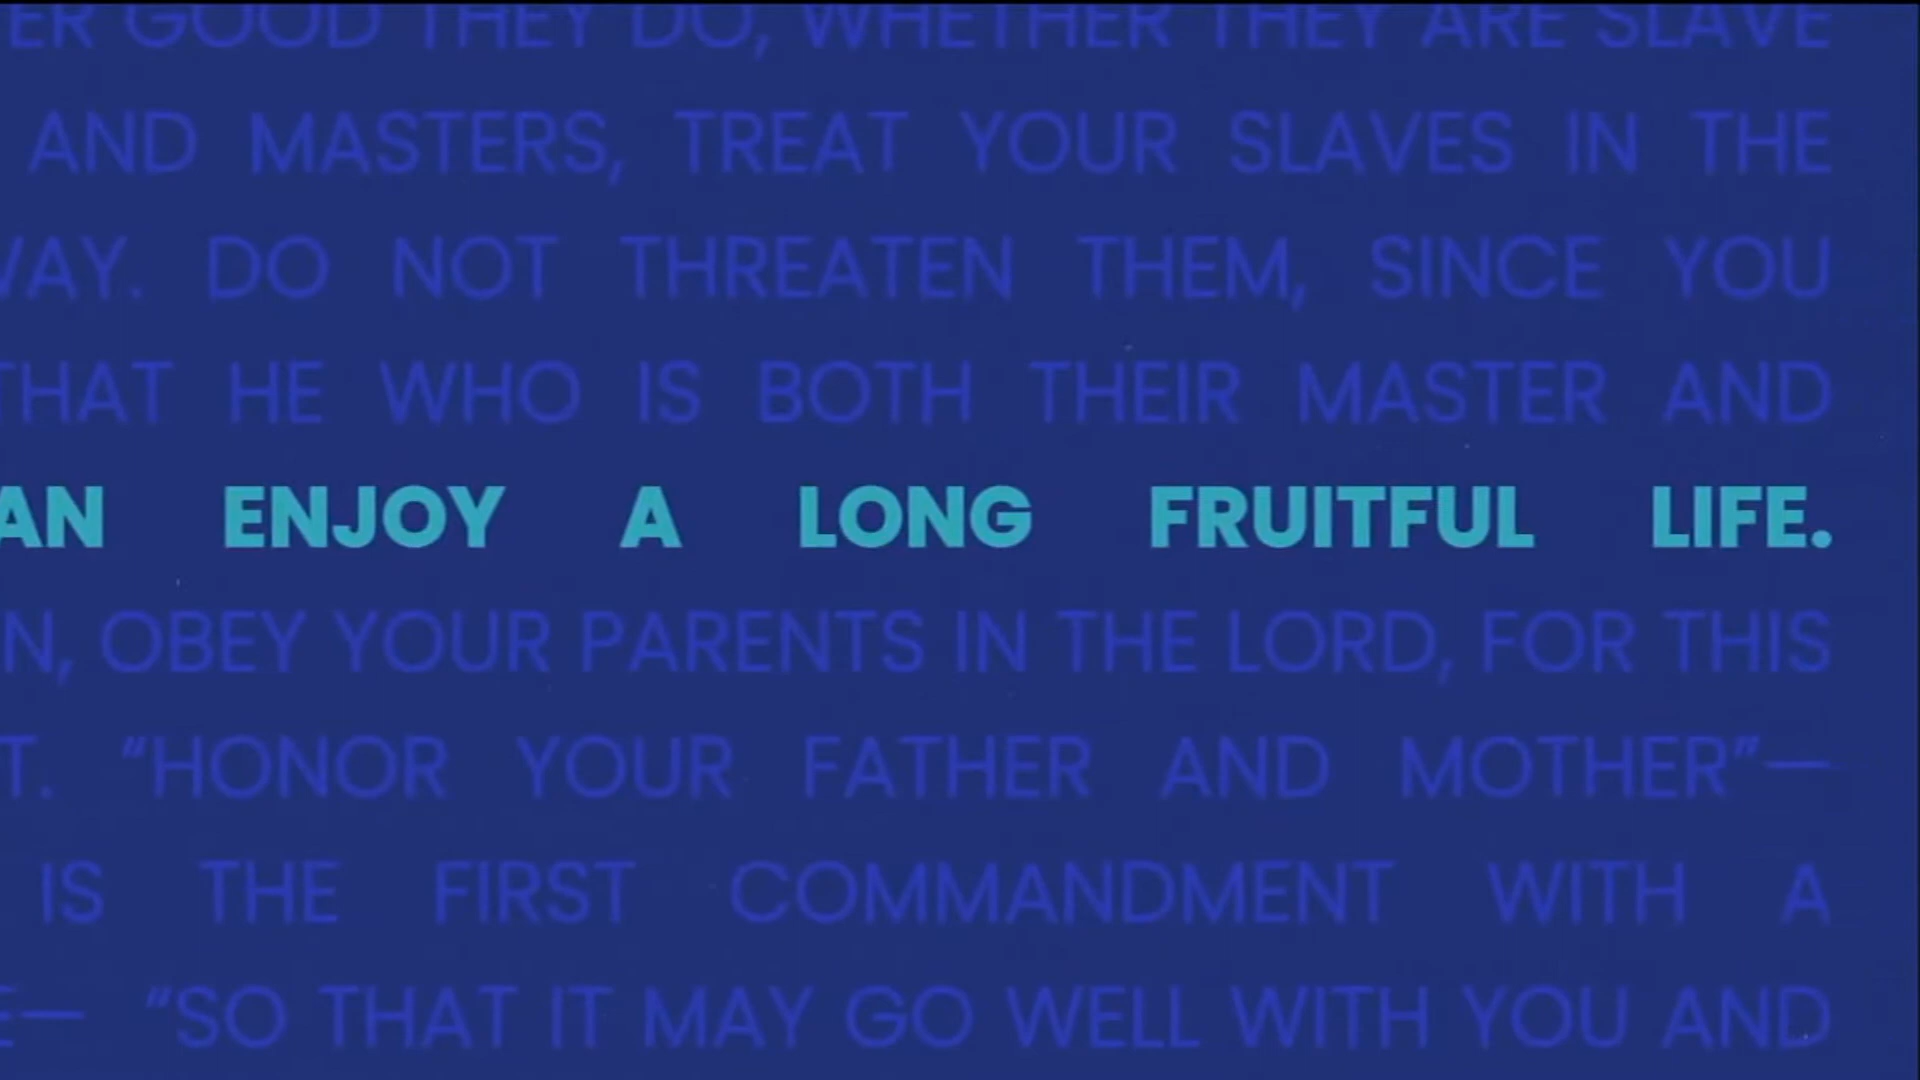 ER GOOD THEY DO, WHETHER THEY ARE SLAVE
AND MASTERS, TREAT YOUR SLAVES IN THE
WAY. DO NOT THREATEN THEM, SINCE YOU
THAT HE WHO IS BOTH THEIR MASTER AND
AN ENJOY A LONG FRUITFUL LIFE.
N, OBEY YOUR PARENTS IN THE LORD, FOR THIS
T. “HONOR YOUR FATHER AND MOTHER”—
IS THE FIRST COMMANDMENT WITH A
E— “SO THAT IT MAY GO WELL WITH YOU AND